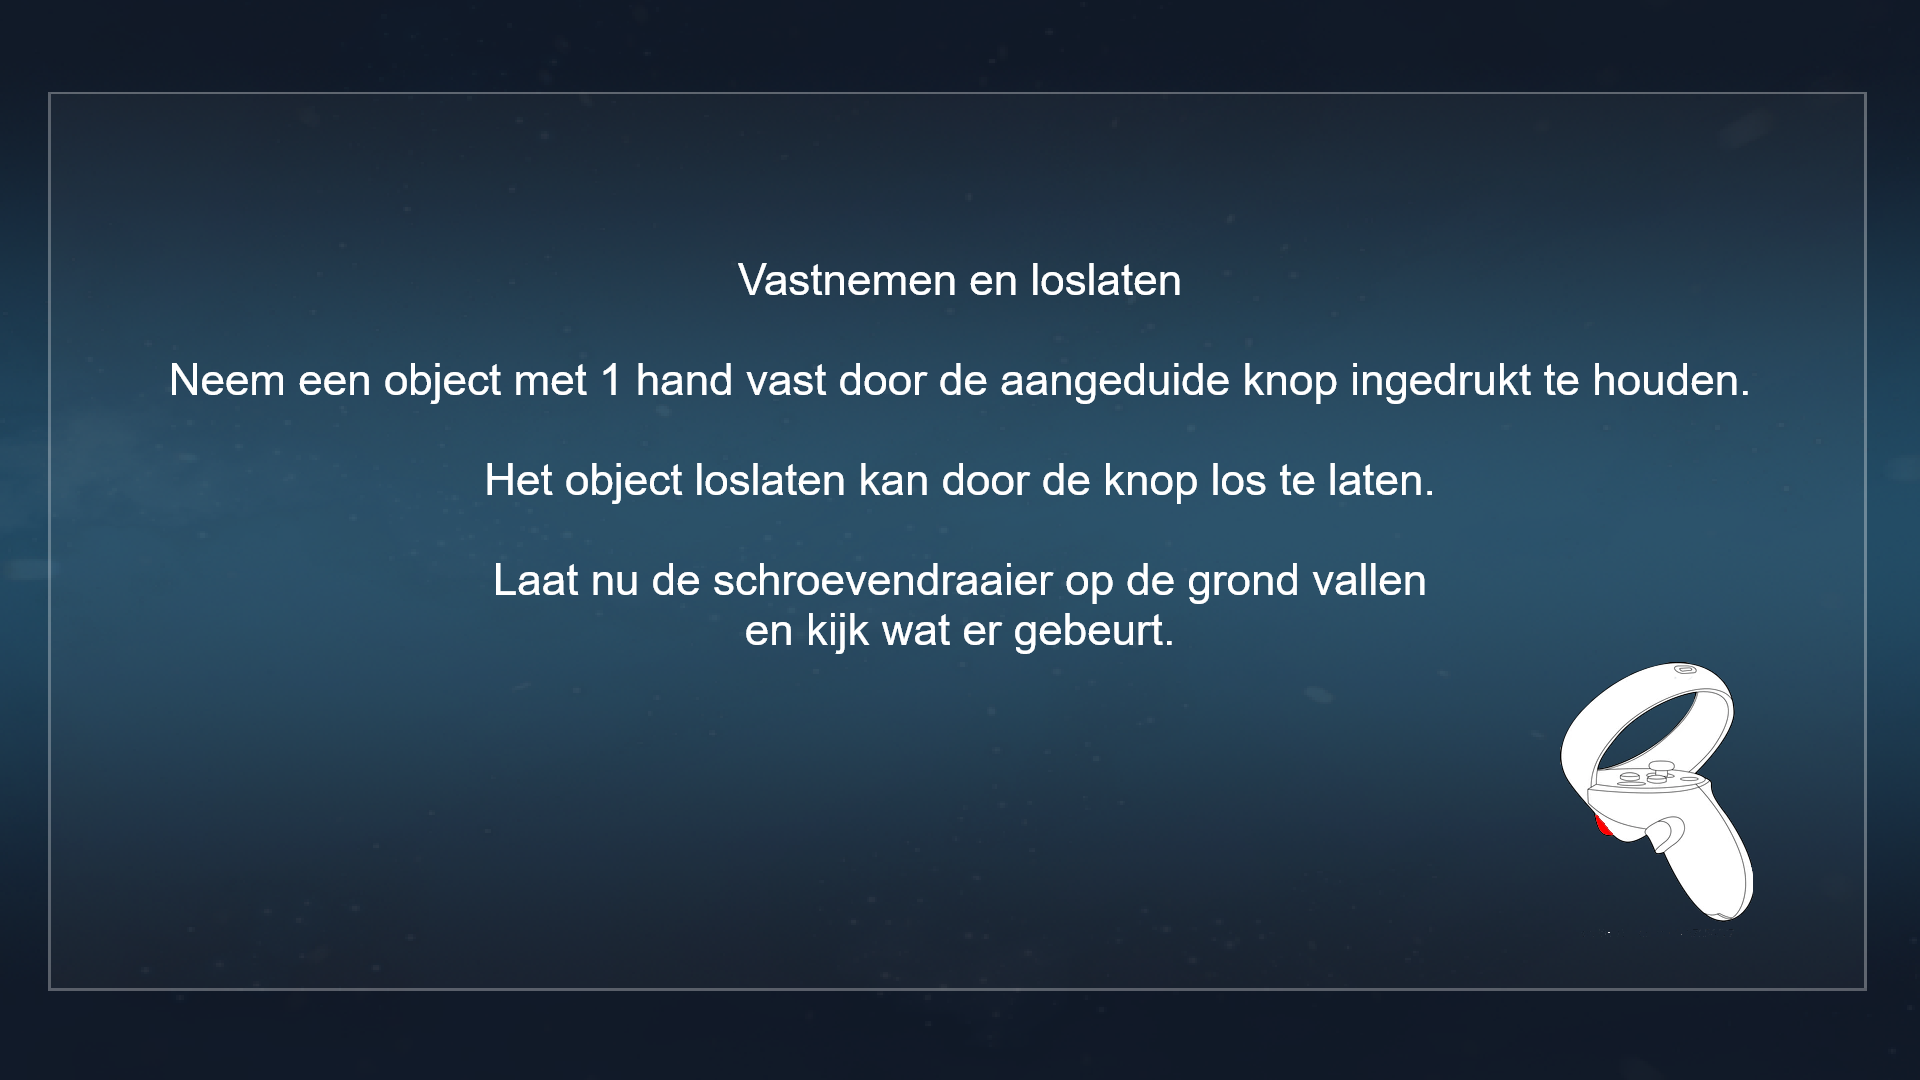 Vastnemen en loslaten
Neem een object met 1 hand vast door de aangeduide knop ingedrukt te houden.
Het object loslaten kan door de knop los te laten.
Laat nu de schroevendraaier op de grond vallen
en kijk wat er gebeurt.